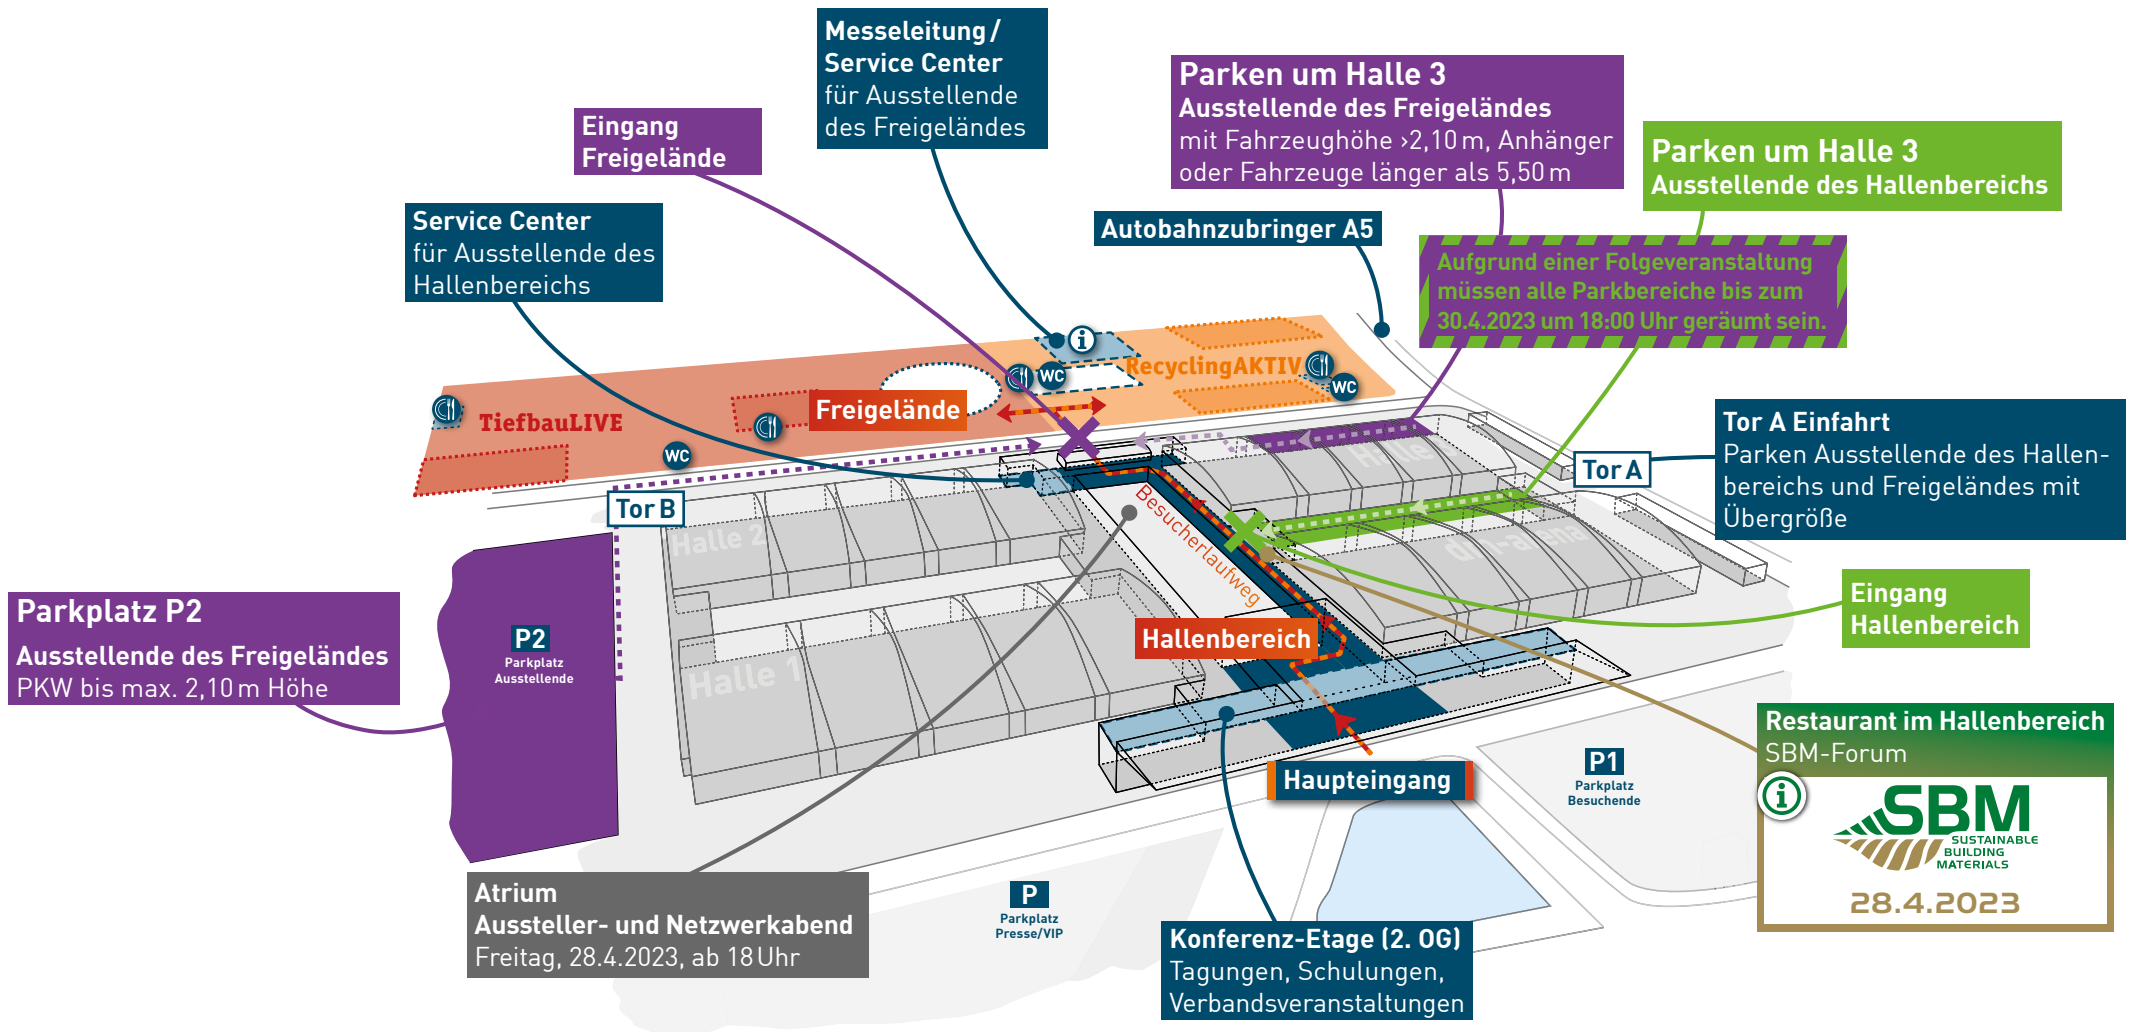 Messeleitung /
Service Center
für Ausstellende
des Freigeländes
Parken um Halle 3
Ausstellende des Freigeländes
mit Fahrzeughöhe >2,10 m, Anhänger
oder Fahrzeuge länger als 5,50 m
Eingang
Freigelände
Parken um Halle 3
Ausstellende des Hallenbereichs
Service Center
für Ausstellende des
Hallenbereichs
Autobahnzubringer A5
Aufgrund einer Folgeveranstaltung
müssen alle Parkbereiche bis zum
30.4.2023 um 18:00 Uhr geräumt sein.
i
RecyclingAKTIV
WC
WC
Freigelände
TiefbauLIVE
WC
Tor A Einfahrt
Parken Ausstellende des Hallen-
bereichs und Freigeländes mit
Übergröße
Tor A
Halle 3
Tor B
Besucherlaufweg
Halle 2
dm-arena
Eingang
Hallenbereich
Parkplatz P2
Ausstellende des Freigeländes
PKW bis max. 2,10 m Höhe
P2
Parkplatz
Ausstellende
Hallenbereich
Halle 1
Restaurant im Hallenbereich
SBM-Forum
i
SBM
SUSTAINABLE
BUILDING
MATERIALS
28.4.2023
P1
Parkplatz
Besuchende
Haupteingang
Atrium
Aussteller- und Netzwerkabend
Freitag, 28.4.2023, ab 18 Uhr
P
Parkplatz
Presse/VIP
Konferenz-Etage (2. OG)
Tagungen, Schulungen,
Verbandsveranstaltungen